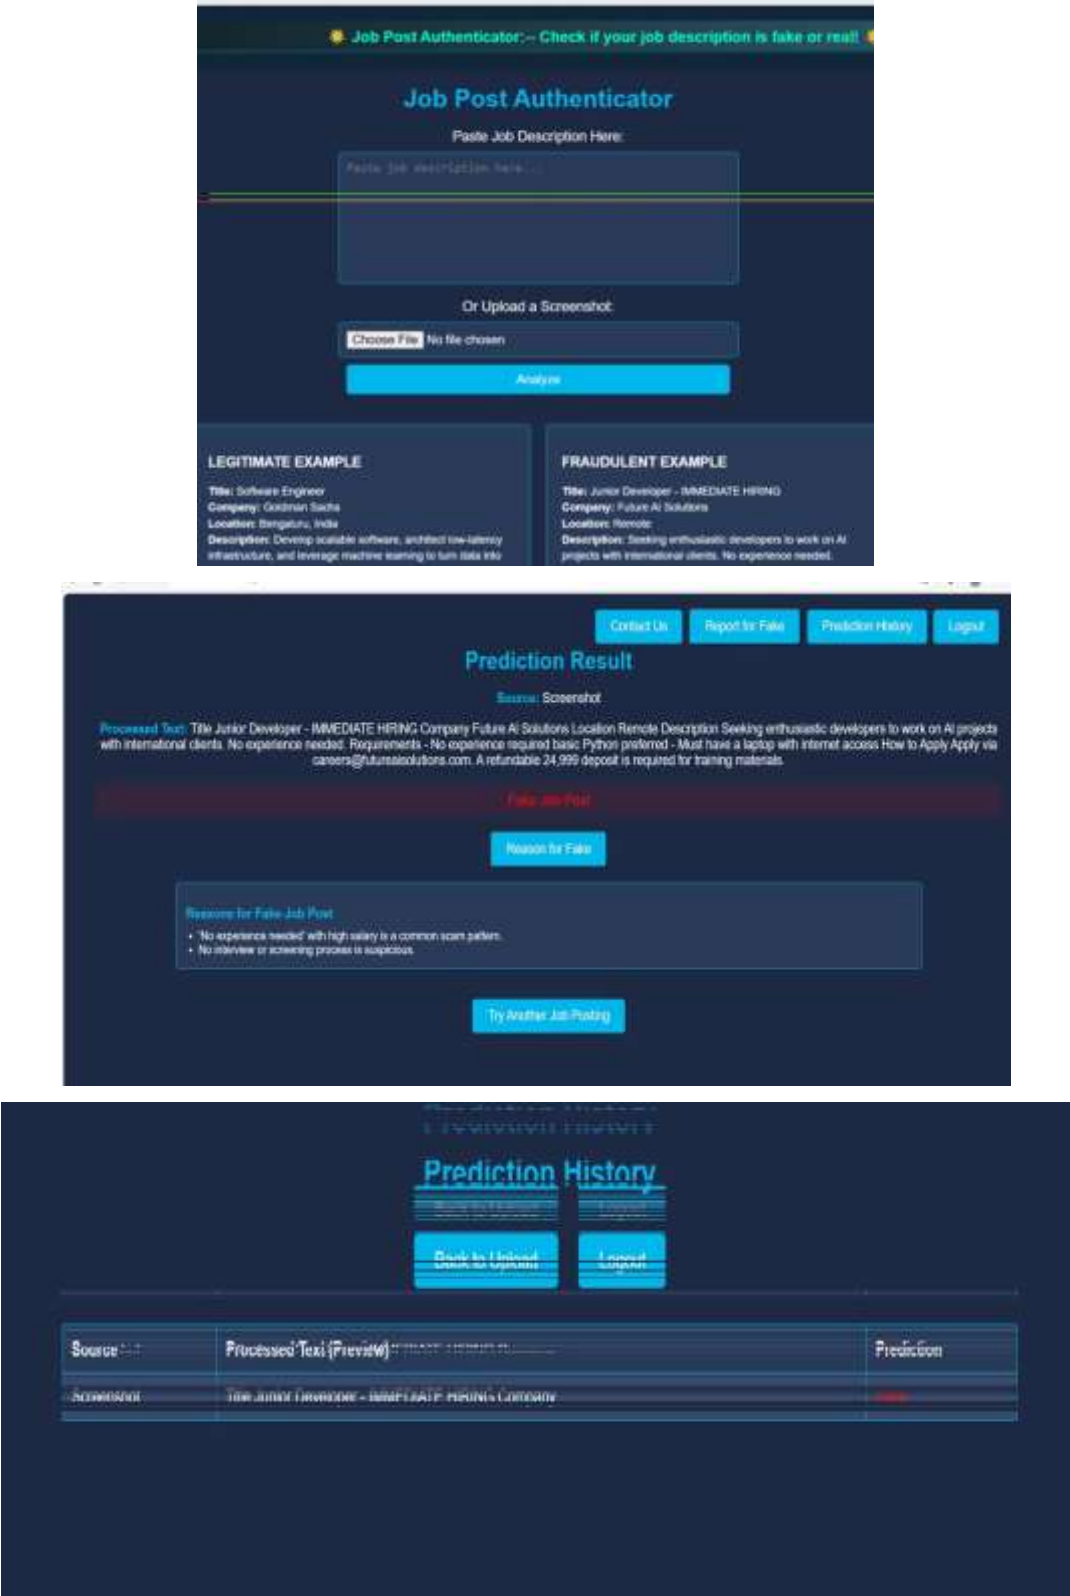 Job Post Authenticator:-- Check if your job description is fake or real!
Job Post Authenticator
Paste Job Description Here:
Paste job description here...
Or Upload a Screenshot:
Choose File No file chosen
Analyze
LEGITIMATE EXAMPLE
Title: Software Engineer
Company: Goldman Sachs
Location: Bengaluru, India
Description: Develop scalable software, architect low-latency
infrastructure, and leverage machine learning to turn data into
FRAUDULENT EXAMPLE
Title: Junior Developer - IMMEDIATE HIRING
Company: Future AI Solutions
Location: Remote
Description: Seeking enthusiastic developers to work on AI
projects with international clients. No experience needed.
Contact Us Report for Fake Prediction History Logout
Prediction Result
Source: Screenshot
Processed Text: Title Junior Developer - IMMEDIATE HIRING Company Future Ai Solutions Location Remote Description Seeking enthusiastic developers to work on AI projects
with international clients. No experience needed. Requirements - No experience required basic Python preferred - Must have a laptop with internet access How to Apply Apply via
careers@futureaisolutions.com. A refundable 24,999 deposit is required for training materials.
Fake Job Post
Reason for Fake
Reasons for Fake Job Post
• 'No experience needed' with high salary is a common scam pattern.
• No interview or screening process is suspicious.
Try Another Job Posting
Prediction History
Back to Upload Logout
Source Processed Text (Preview) Prediction
Screenshot Title Junior Developer - IMMEDIATE HIRING Company